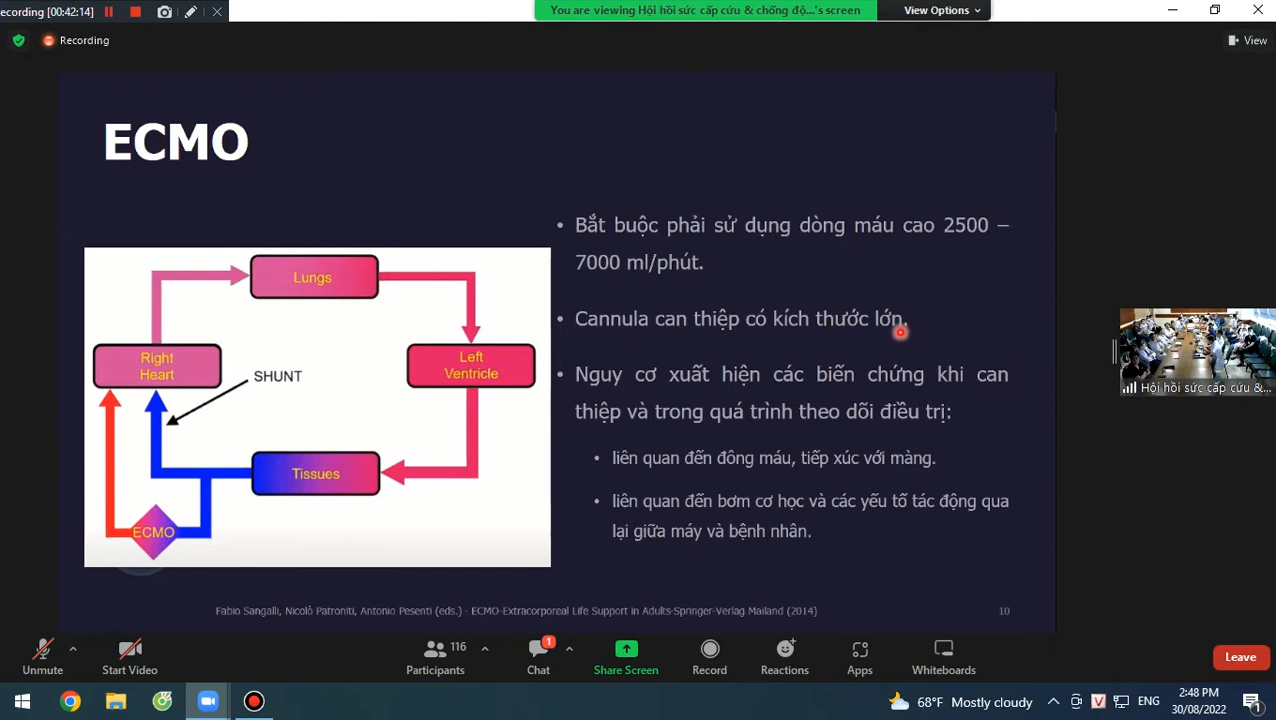 ecording [00:42:14]
You are viewing Hội hồi sức cấp cứu & chống độ...'s screen
View Options
Recording
View
ECMO
Bắt buộc phải sử dụng dòng máu cao 2500 –
7000 ml/phút.
Cannula can thiệp có kích thước lớn.
Nguy cơ xuất hiện các biến chứng khi can
thiệp và trong quá trình theo dõi điều trị:
liên quan đến đông máu, tiếp xúc với màng.
liên quan đến bơm cơ học và các yếu tố tác động qua
lại giữa máy và bệnh nhân.
Lungs
Right
Heart
SHUNT
Left
Ventricle
Tissues
ECMO
Hội hồi sức cấp cứu &...
Fabio Sangalli, Nicolò Patroniti, Antonio Pesenti (eds.) - ECMO-Extracorporeal Life Support in Adults-Springer-Verlag Mailand (2014)
10
Unmute
Start Video
116
Participants
1
Chat
Share Screen
Record
Reactions
Apps
Whiteboards
Leave
68°F Mostly cloudy
V
ENG
2:48 PM
30/08/2022
1